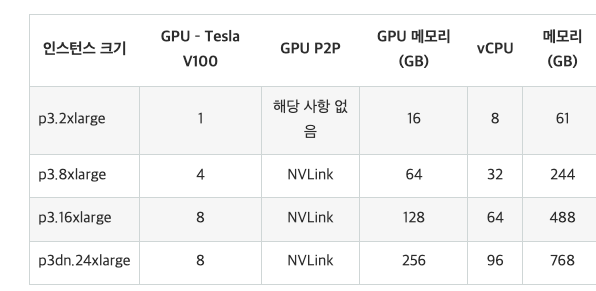 인스턴스 크기 GPU - Tesla V100 GPU P2P GPU 메모리 (GB) vCPU 메모리 (GB)
p3.2xlarge 1 해당 사항 없음 16 8 61
p3.8xlarge 4 NVLink 64 32 244
p3.16xlarge 8 NVLink 128 64 488
p3dn.24xlarge 8 NVLink 256 96 768